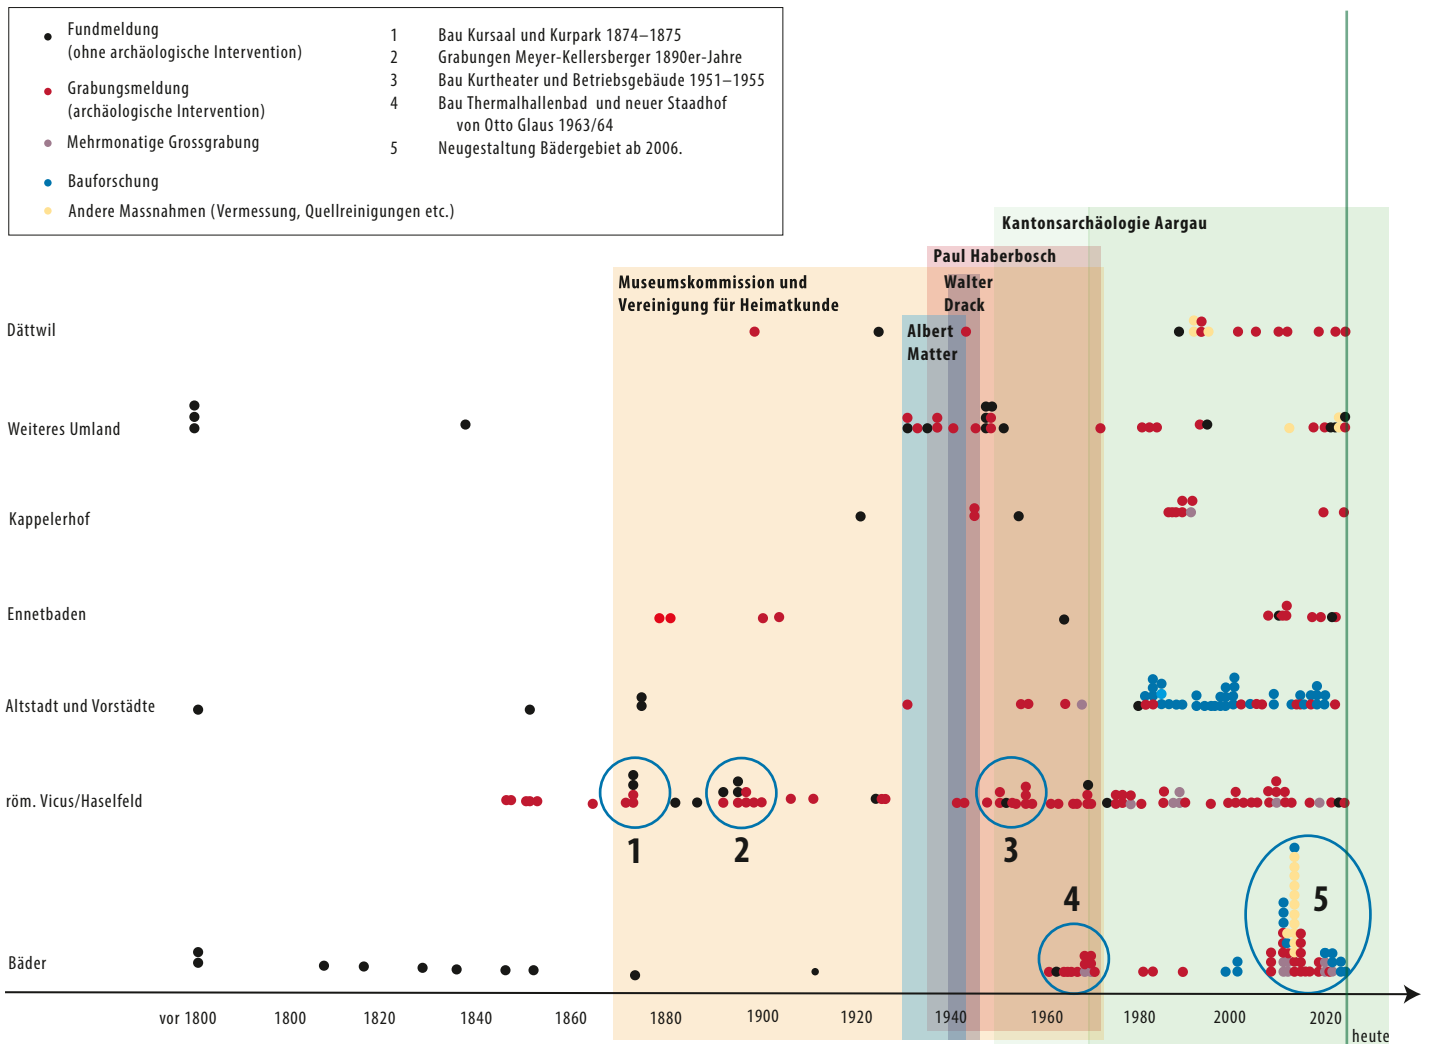 Fundmeldung
(ohne archäologische Intervention)
Grabungsmeldung
(archäologische Intervention)
Mehrmonatige Grossgrabung
Bauforschung
Andere Massnahmen (Vermessung, Quellreinigungen etc.)
1 Bau Kursaal und Kurpark 1874–1875
2 Grabungen Meyer-Kellersberger 1890er-Jahre
3 Bau Kurtheater und Betriebsgebäude 1951–1955
4 Bau Thermalhallenbad und neuer Staadhof
von Otto Glaus 1963/64
5 Neugestaltung Bädergebiet ab 2006.
Kantonsarchäologie Aargau
Paul Haberbosch
Museumskommission und
Vereinigung für Heimatkunde
Walter
Drack
Albert
Matter
Dättwil
Weiteres Umland
Kappelerhof
Ennetbaden
Altstadt und Vorstädte
röm. Vicus/Haselfeld
1
2
3
4
5
Bäder
vor 1800 1800 1820 1840 1860 1880 1900 1920 1940 1960 1980 2000 2020
heute